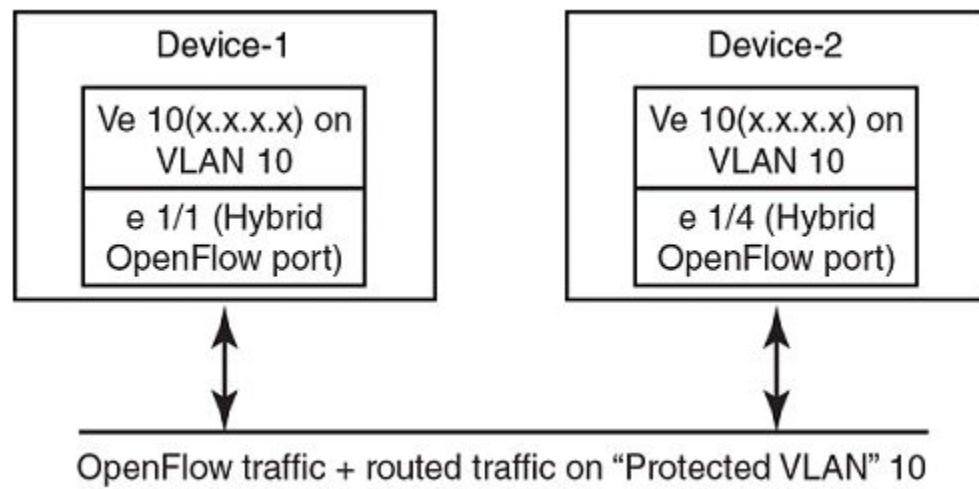 Device-1
Ve 10(x.x.x.x) on
VLAN 10
e 1/1 (Hybrid
OpenFlow port)
Device-2
Ve 10(x.x.x.x) on
VLAN 10
e 1/4 (Hybrid
OpenFlow port)
OpenFlow traffic + routed traffic on “Protected VLAN” 10